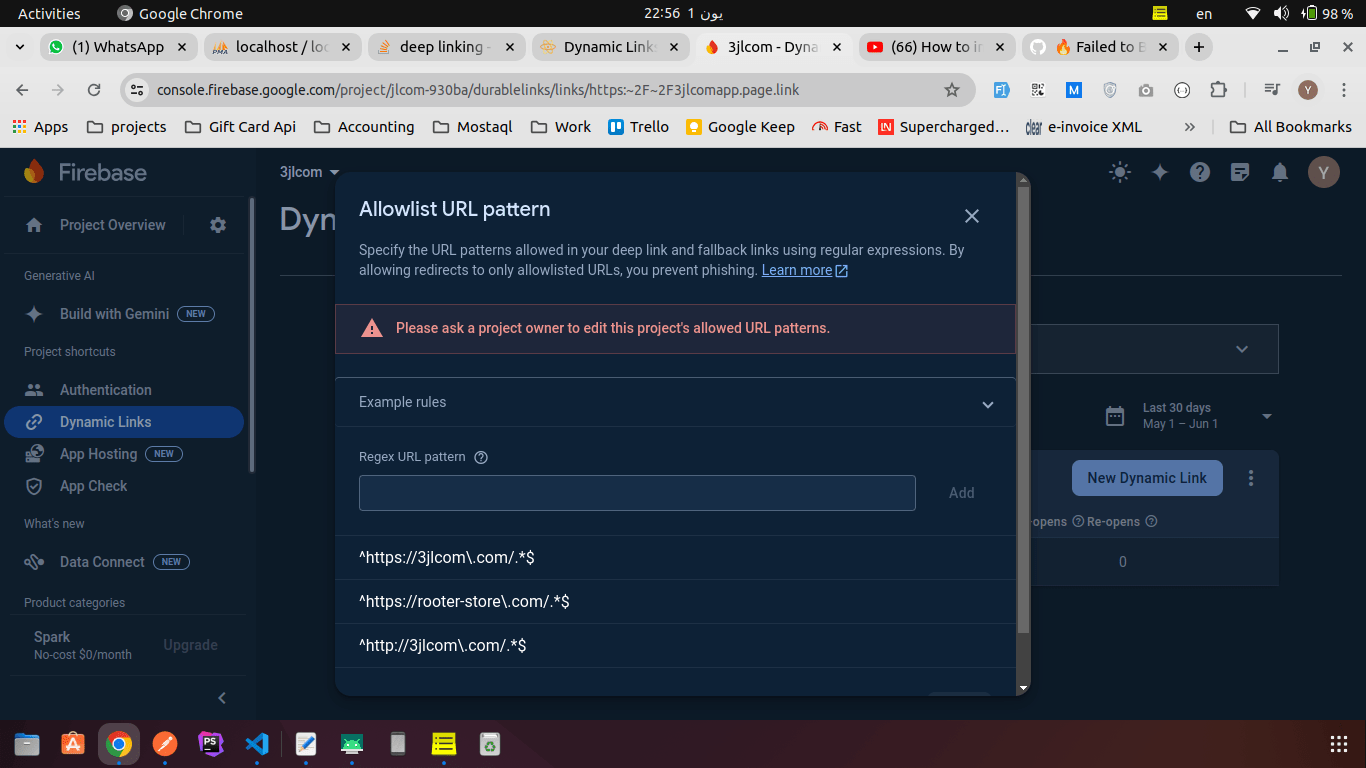 Activities
Google Chrome
22:56 1 يون
en
98 %
(1) WhatsApp
localhost / loc
deep linking -
Dynamic Links
3jlcom - Dyna
(66) How to in
Failed to B
console.firebase.google.com/project/jlcom-930ba/durablelinks/links/https:~2F~2F3jlcomapp.page.link
Y
Apps
projects
Gift Card Api
Accounting
Mostaql
Work
Trello
Google Keep
Fast
Supercharged…
clear e-invoice XML
»
All Bookmarks
Firebase
3jlcom
Y
Project Overview
Dyn
Generative AI
Build with Gemini NEW
Project shortcuts
Authentication
Dynamic Links
App Hosting NEW
App Check
What's new
Data Connect NEW
Product categories
Spark
No-cost $0/month
Upgrade
Allowlist URL pattern
Specify the URL patterns allowed in your deep link and fallback links using regular expressions. By
allowing redirects to only allowlisted URLs, you prevent phishing. Learn more
Please ask a project owner to edit this project's allowed URL patterns.
Example rules
Regex URL pattern
Add
^https://3jlcom\.com/.*$
^https://rooter-store\.com/.*$
^http://3jlcom\.com/.*$
Last 30 days
May 1 – Jun 1
New Dynamic Link
-opens
Re-opens
0